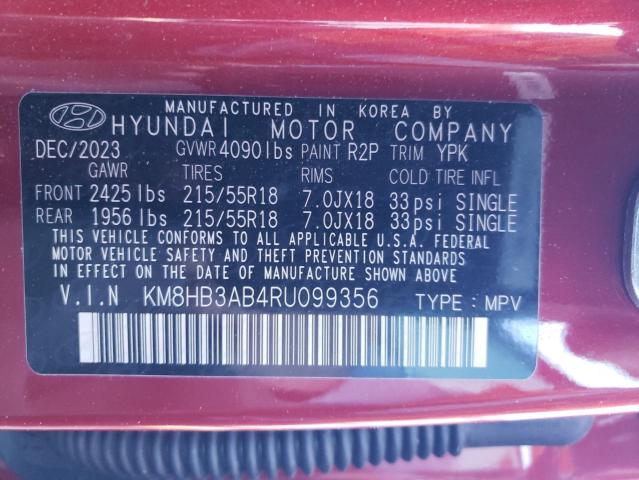 MANUFACTURED IN KOREA BY
HYUNDAI MOTOR COMPANY
DEC/2023 GVWR 4090lbs PAINT R2P TRIM YPK
GAWR TIRES RIMS COLD TIRE INFL
FRONT 2425lbs 215/55R18 7.0JX18 33psi SINGLE
REAR 1956lbs 215/55R18 7.0JX18 33psi SINGLE
THIS VEHICLE CONFORMS TO ALL APPLICABLE U.S.A. FEDERAL
MOTOR VEHICLE SAFETY AND THEFT PREVENTION STANDARDS
IN EFFECT ON THE DATE OF MANUFACTURE SHOWN ABOVE.
V.I.N KM8HB3AB4RU099356 TYPE : MPV